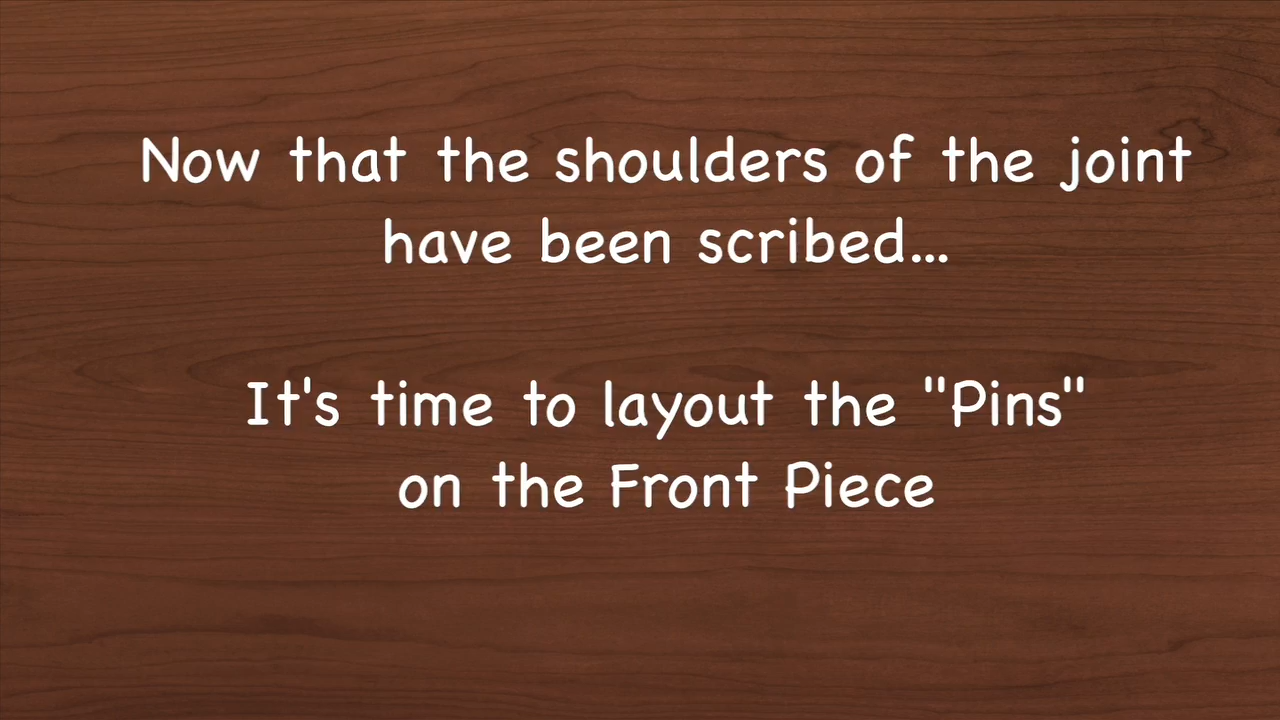 Now that the shoulders of the joint
have been scribed...
It's time to layout the "Pins"
on the Front Piece